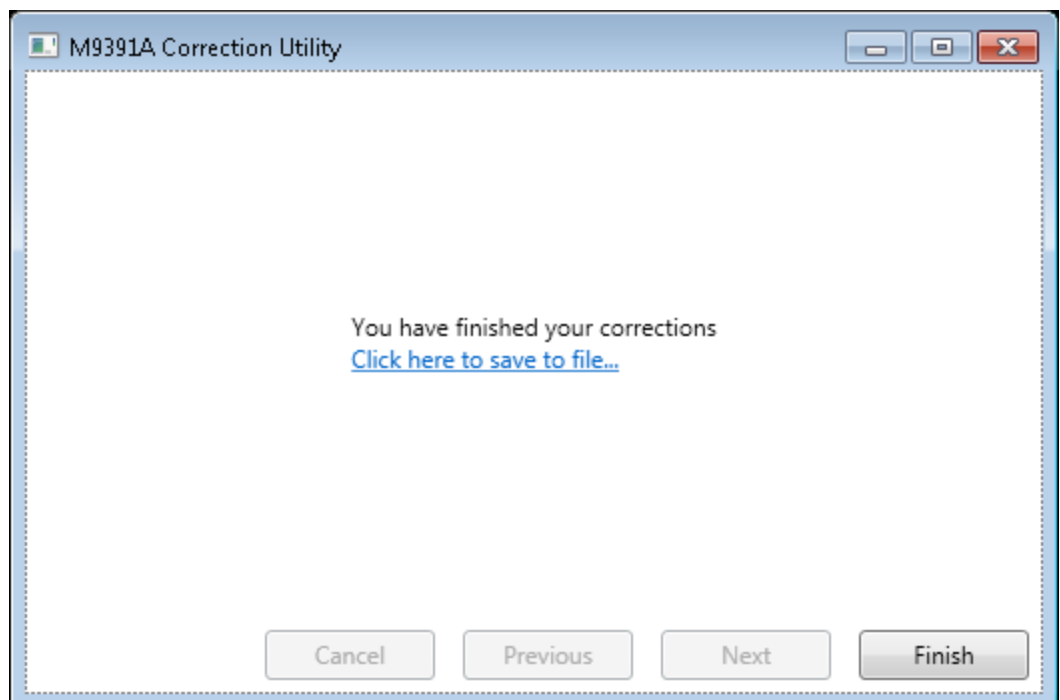 M9391A Correction Utility
You have finished your corrections
Click here to save to file...
Cancel
Previous
Next
Finish